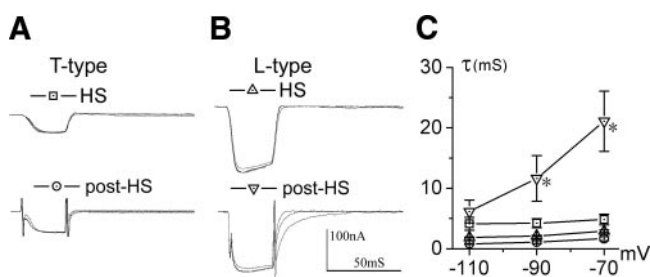 A
T-type
HS
post-HS
B
L-type
HS
post-HS
100nA
50mS
C
τ(mS)
30
20
10
0
*
*
-110
-90
-70
mV